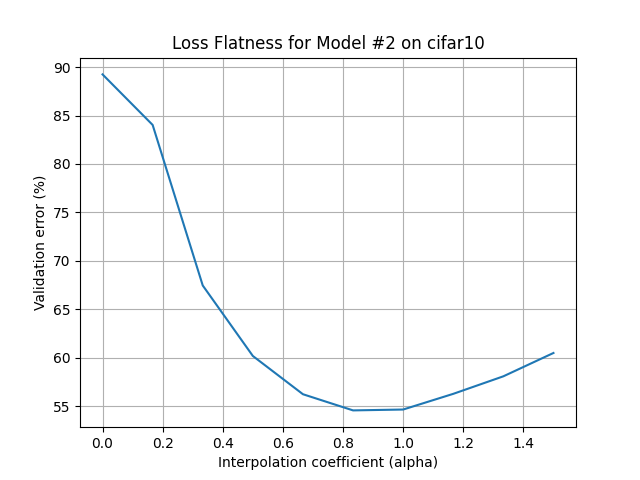 Loss Flatness for Model #2 on cifar10
90
85
80
75
70
65
60
55
Validation error (%)
0.0 0.2 0.4 0.6 0.8 1.0 1.2 1.4
Interpolation coefficient (alpha)